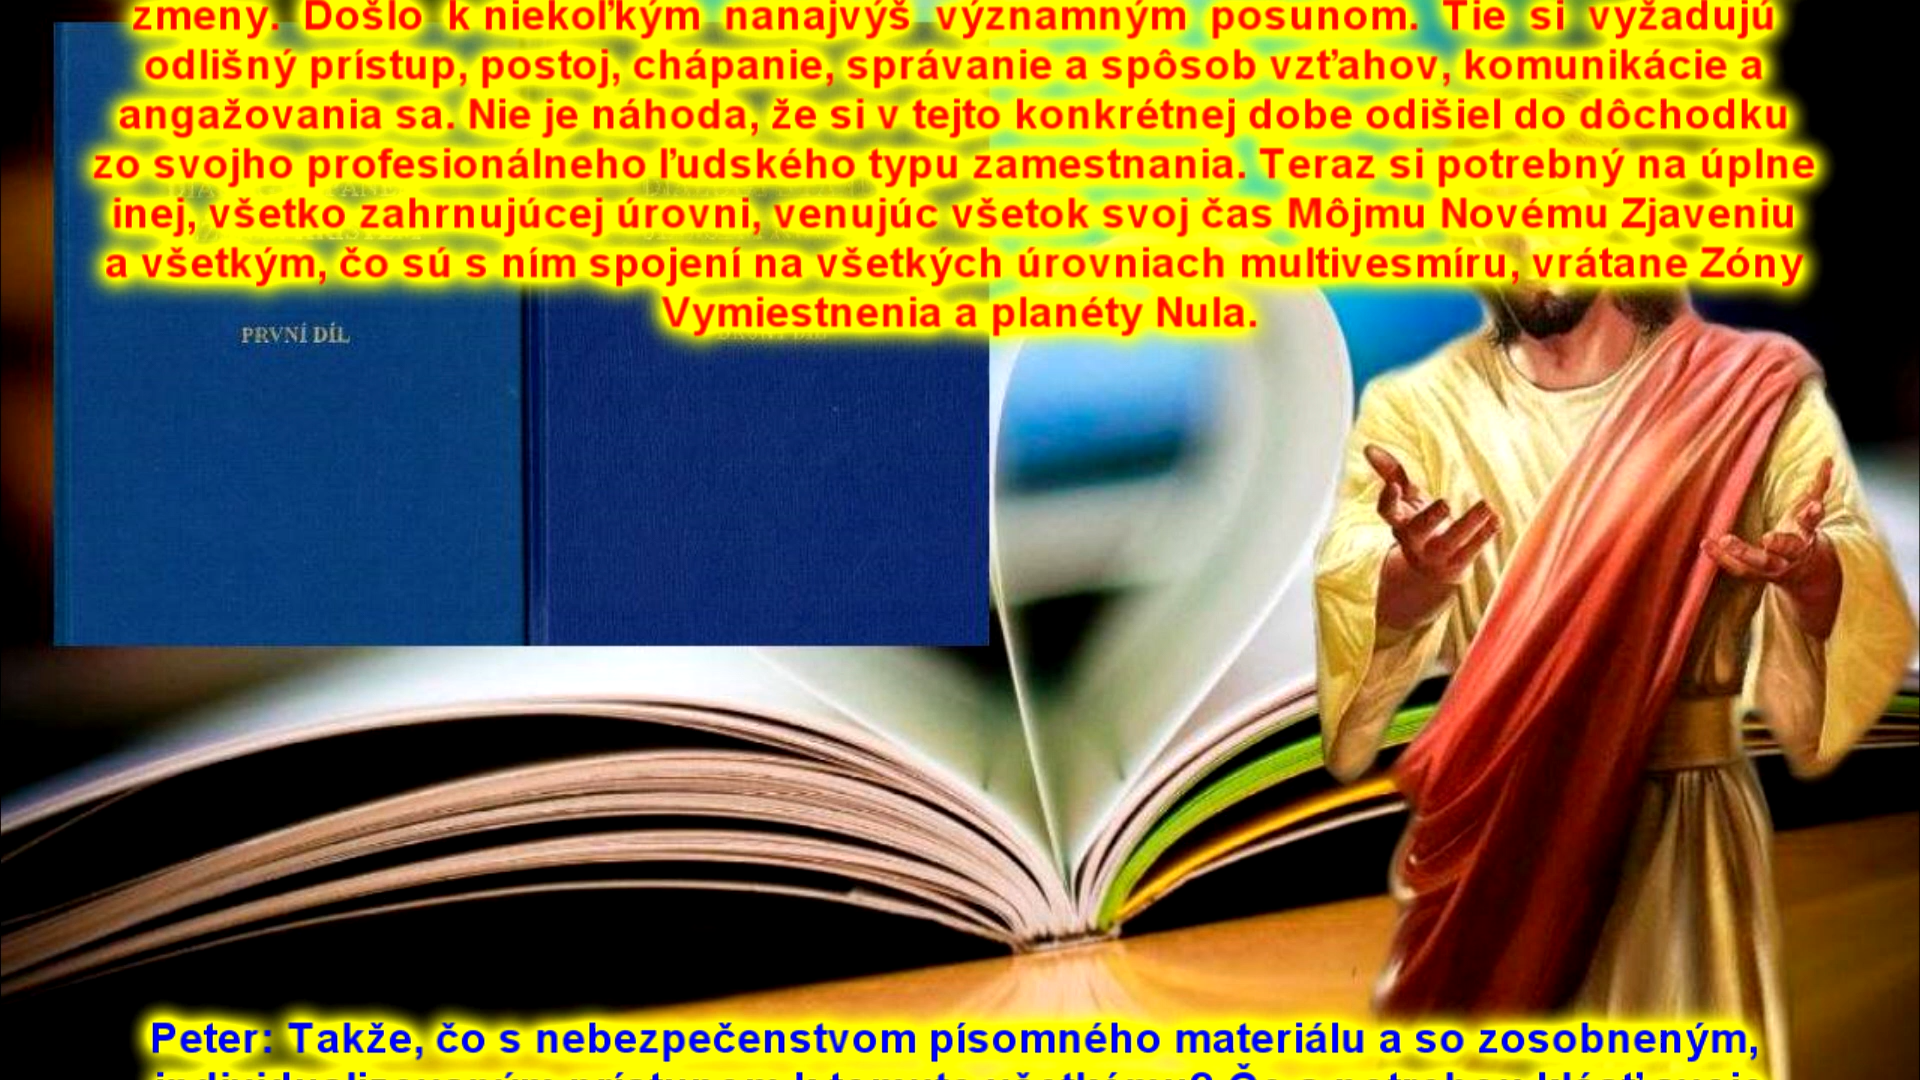 zmeny. Došlo k niekoľkým nanajvýš významným posunom. Tie si vyžadujú
odlišný prístup, postoj, chápanie, správanie a spôsob vzťahov, komunikácie a
angažovania sa. Nie je náhoda, že si v tejto konkrétnej dobe odišiel do dôchodku
zo svojho profesionálneho ľudského typu zamestnania. Teraz si potrebný na úplne
inej, všetko zahrnujúcej úrovni, venujúc všetok svoj čas Môjmu Novému Zjaveniu
a všetkým, čo sú s ním spojení na všetkých úrovniach multivesmíru, vrátane Zóny
Vymiestnenia a planéty Nula.
PRVNÍ DÍL
Peter: Takže, čo s nebezpečenstvom písomného materiálu a so zosobneným,